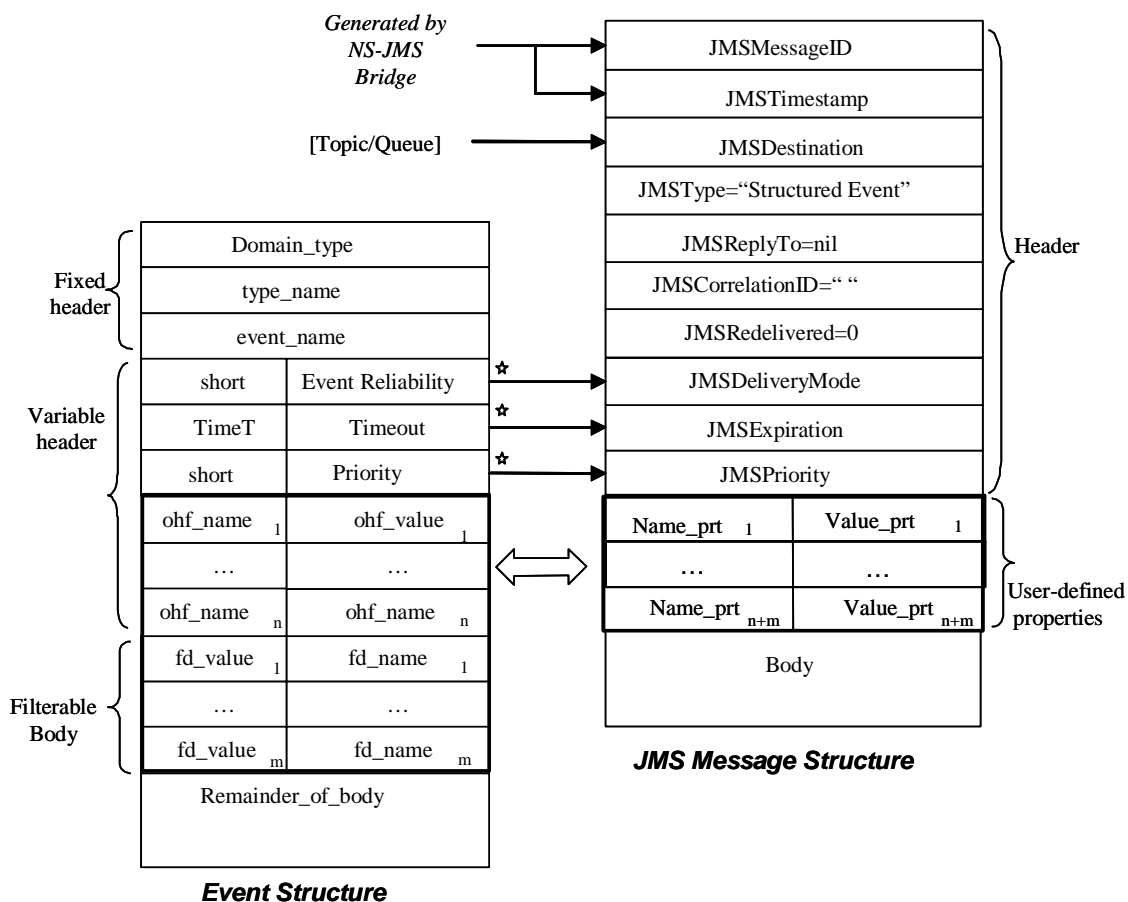 Generated by
NS-JMS
Bridge
[Topic/Queue]
JMSMessageID
JMSTimestamp
JMSDestination
JMSType=“Structured Event”
JMSReplyTo=nil
JMSCorrelationID=“ “
JMSRedelivered=0
JMSDeliveryMode
JMSExpiration
JMSPriority
Name_prt 1 Value_prt 1
... ...
Name_prt n+m Value_prt n+m
Body
Header
User-defined
properties
JMS Message Structure
Fixed
header
Variable
header
Filterable
Body
Domain_type
type_name
event_name
short Event Reliability ☆
TimeT Timeout ☆
short Priority ☆
ohf_name 1 ohf_value 1
… …
ohf_name n ohf_name n
fd_value 1 fd_name 1
… …
fd_value m fd_name m
Remainder_of_body
Event Structure